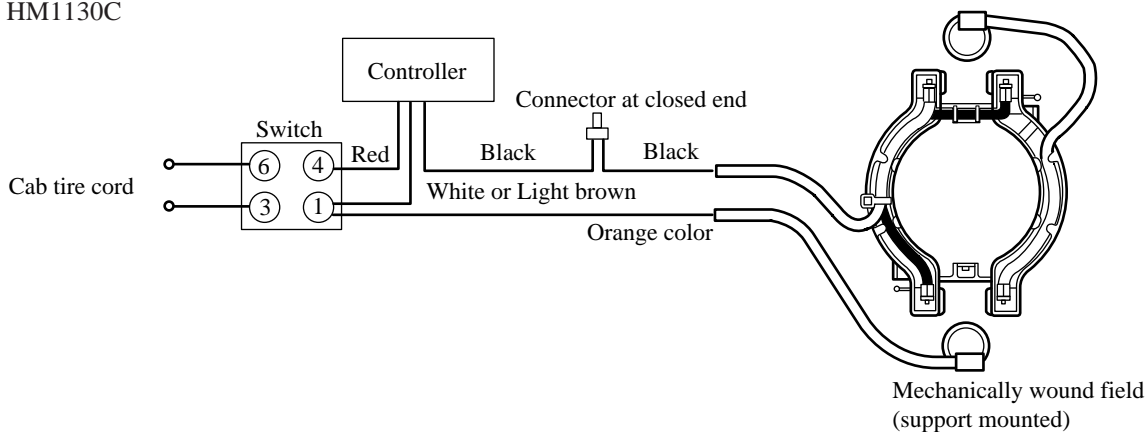 HM1130C
Controller
Connector at closed end
Switch
6
4
Red
Black
Black
Cab tire cord
3
1
White or Light brown
Orange color
Mechanically wound field
(support mounted)